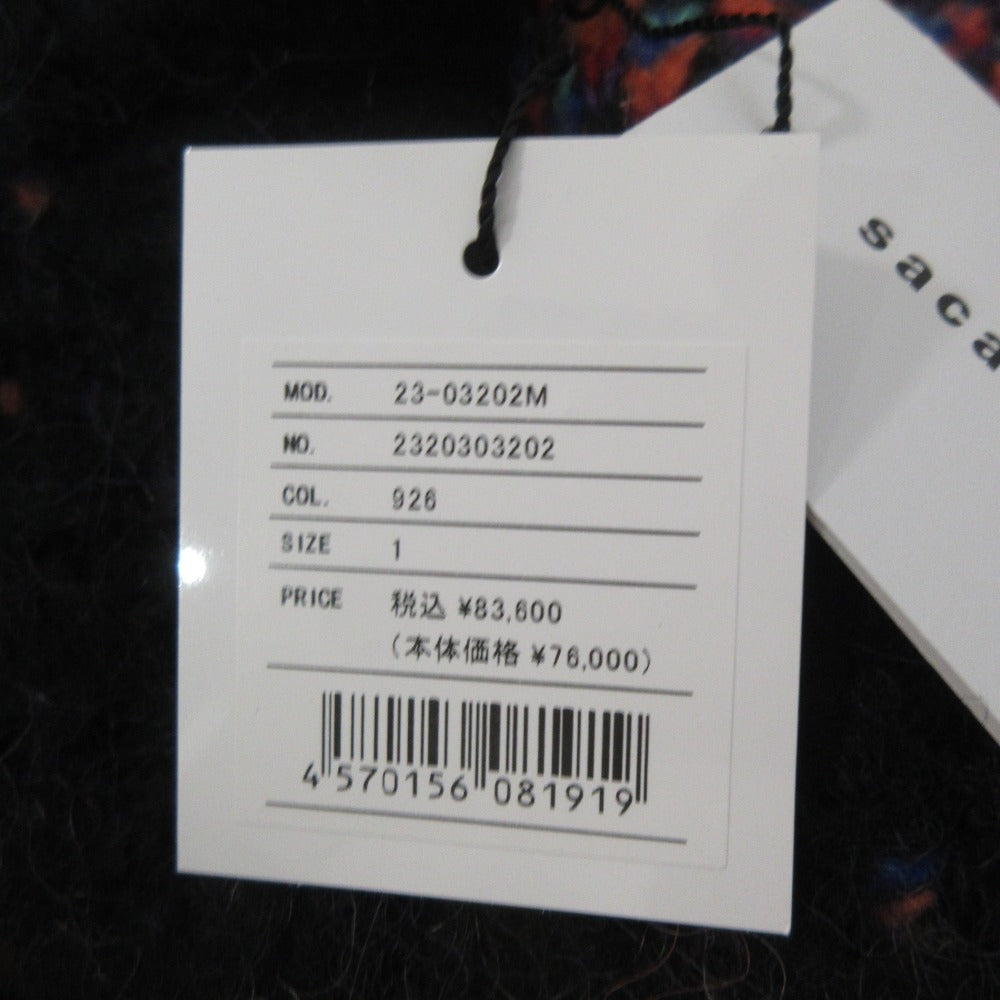 saca
MOD. 23-03202M
NO. 2320303202
COL. 926
SIZE 1
PRICE 税込 ¥83,600
(本体価格 ¥76,000)
4 570156 081919